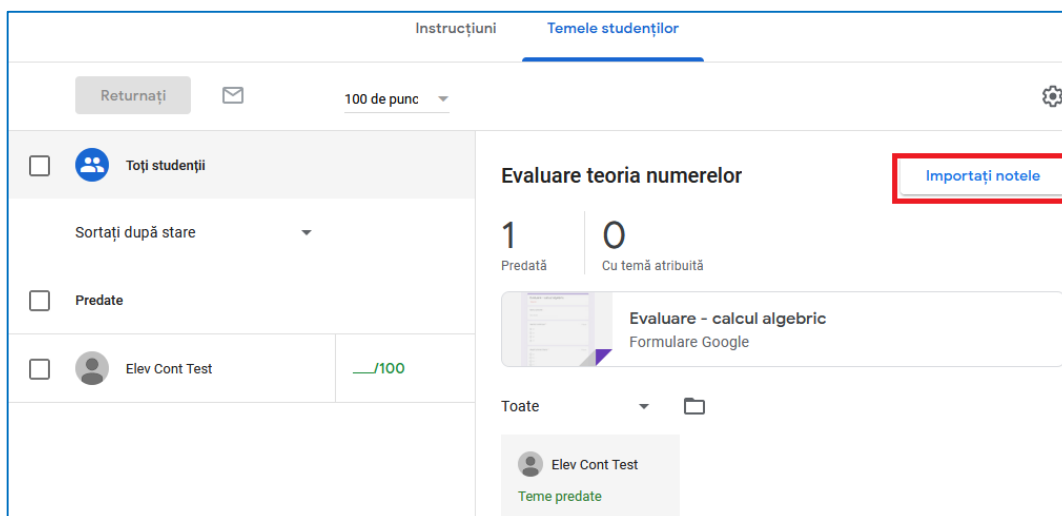 Instrucțiuni Temele studenților
Returnați 100 de punc
Toți studenții
Sortați după stare
Predate
Elev Cont Test __/100
Evaluare teoria numerelor Importați notele
1 0
Predată Cu temă atribuită
Evaluare - calcul algebric
Formulare Google
Toate
Elev Cont Test
Teme predate